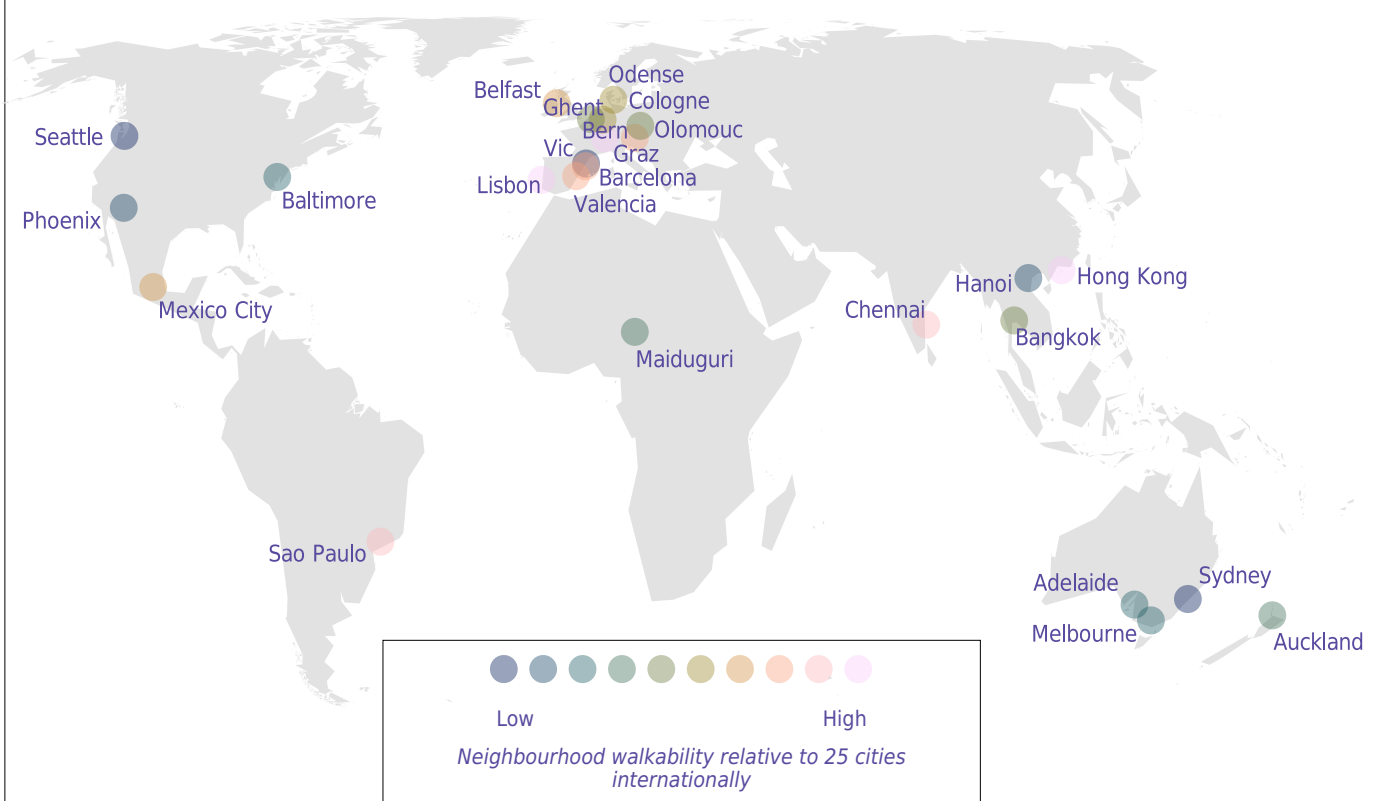 Odense
Belfast
Cologne
Ghent
Seattle
Bern
Olomouc
Vic
Graz
Lisbon
Barcelona
Baltimore
Valencia
Phoenix
Hanoi
Hong Kong
Mexico City
Chennai
Bangkok
Maiduguri
Sao Paulo
Adelaide
Sydney
Melbourne
Auckland
Low
High
Neighbourhood walkability relative to 25 cities
internationally